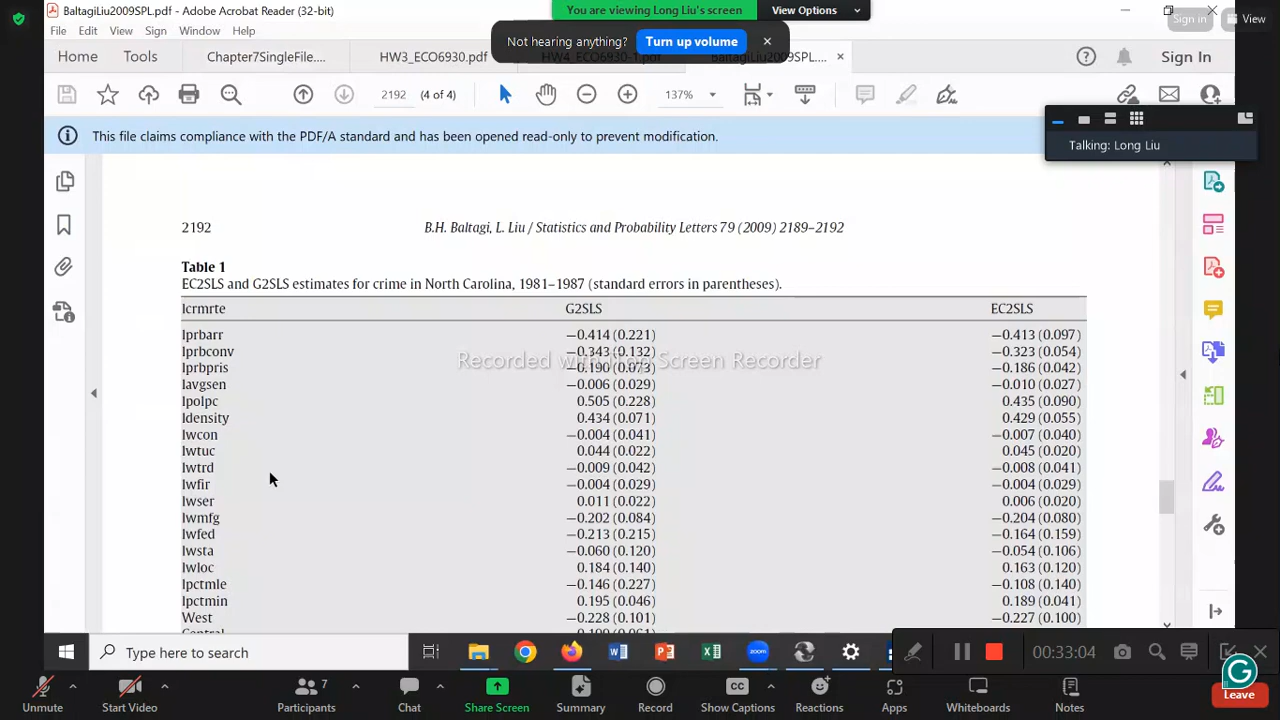 BaltagiLiu2009SPL.pdf - Adobe Acrobat Reader (32-bit)
You are viewing Long Liu's screen
View Options
Sign in
View
File Edit View Sign Window Help
Not hearing anything? Turn up volume
Home Tools Chapter7SingleFile.... HW3_ECO6930.pdf HW4_ECO6930-1.pdf BaltagiLiu2009SPL.... Sign In
2192 (4 of 4) 137%
This file claims compliance with the PDF/A standard and has been opened read-only to prevent modification.
Talking: Long Liu
2192 B.H. Baltagi, L. Liu / Statistics and Probability Letters 79 (2009) 2189–2192
Table 1
EC2SLS and G2SLS estimates for crime in North Carolina, 1981–1987 (standard errors in parentheses).
lcrmrte G2SLS EC2SLS
lprbarr −0.414 (0.221) −0.413 (0.097)
lprbconv −0.343 (0.132) −0.323 (0.054)
Recorded with iTop Screen Recorder
lprbpris −0.190 (0.073) −0.186 (0.042)
lavgsen −0.006 (0.029) −0.010 (0.027)
lpolpc 0.505 (0.228) 0.435 (0.090)
ldensity 0.434 (0.071) 0.429 (0.055)
lwcon −0.004 (0.041) −0.007 (0.040)
lwtuc 0.044 (0.022) 0.045 (0.020)
lwtrd −0.009 (0.042) −0.008 (0.041)
lwfir −0.004 (0.029) −0.004 (0.029)
lwser 0.011 (0.022) 0.006 (0.020)
lwmfg −0.202 (0.084) −0.204 (0.080)
lwfed −0.213 (0.215) −0.164 (0.159)
lwsta −0.060 (0.120) −0.054 (0.106)
lwloc 0.184 (0.140) 0.163 (0.120)
lpctmle −0.146 (0.227) −0.108 (0.140)
lpctmin 0.195 (0.046) 0.189 (0.041)
West −0.228 (0.101) −0.227 (0.100)
Central
Type here to search
00:33:04
7
Unmute Start Video Participants Chat Share Screen Summary Record Show Captions Reactions Apps Whiteboards Notes Leave